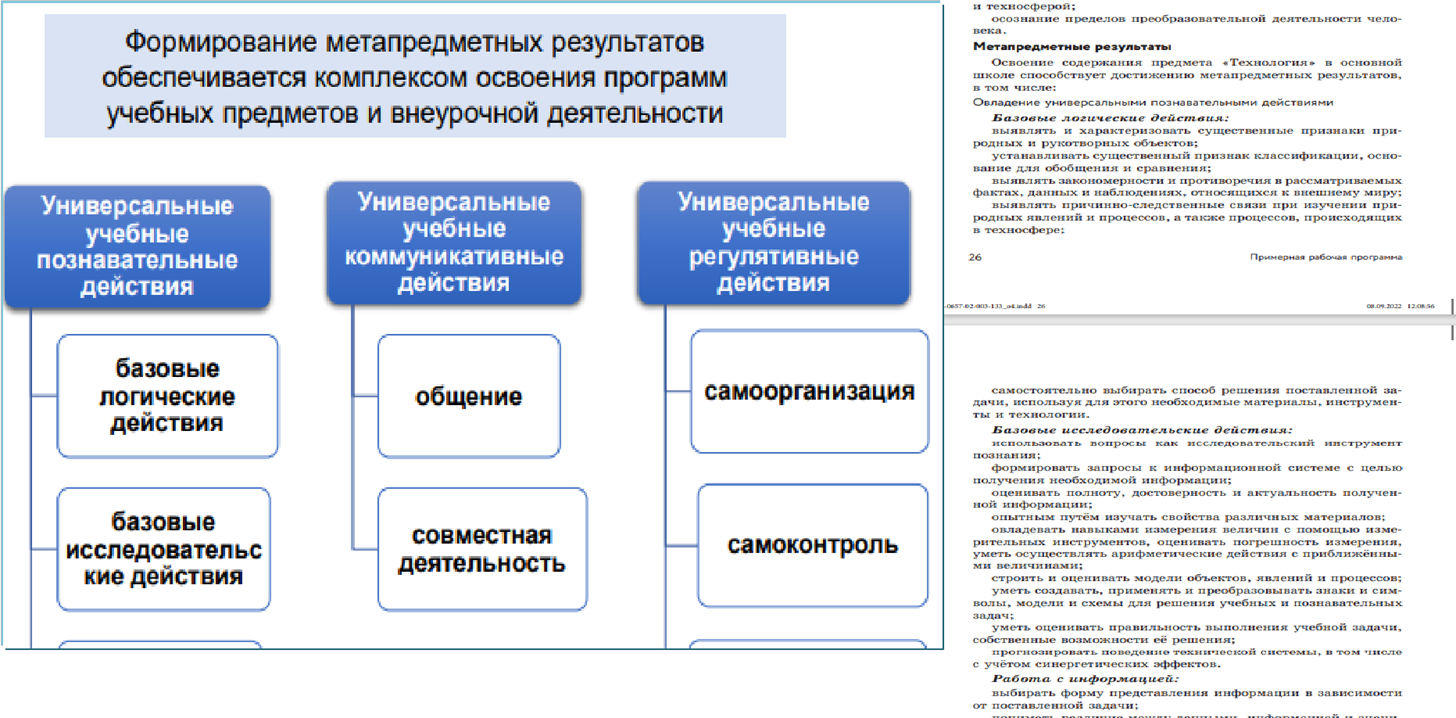 Формирование метапредметных результатов
обеспечивается комплексом освоения программ
учебных предметов и внеурочной деятельности
Универсальные
учебные
познавательные
действия
базовые
логические
действия
базовые
исследовательс
кие действия
Универсальные
учебные
коммуникативные
действия
общение
совместная
деятельность
Универсальные
учебные
регулятивные
действия
самоорганизация
самоконтроль
и техносферой;
осознание пределов преобразовательной деятельности чело-
века.
Метапредметные результаты
Освоение содержания предмета «Технология» в основной
школе способствует достижению метапредметных результатов,
в том числе:
Овладение универсальными познавательными действиями
Базовые логические действия:
выявлять и характеризовать существенные признаки при-
родных и рукотворных объектов;
устанавливать существенный признак классификации, осно-
вание для обобщения и сравнения;
выявлять закономерности и противоречия в рассматриваемых
фактах, данных и наблюдениях, относящихся к внешнему миру;
выявлять причинно-следственные связи при изучении при-
родных явлений и процессов, а также процессов, происходящих
в техносфере;
26 Примерная рабочая программа
-0657-02-003-133_o4.indd 26 08.09.2022 12:08:56
самостоятельно выбирать способ решения поставленной за-
дачи, используя для этого необходимые материалы, инструмен-
ты и технологии.
Базовые исследовательские действия:
использовать вопросы как исследовательский инструмент
познания;
формировать запросы к информационной системе с целью
получения необходимой информации;
оценивать полноту, достоверность и актуальность получен-
ной информации;
опытным путём изучать свойства различных материалов;
овладевать навыками измерения величин с помощью изме-
рительных инструментов, оценивать погрешность измерения,
уметь осуществлять арифметические действия с приближённы-
ми величинами;
строить и оценивать модели объектов, явлений и процессов;
уметь создавать, применять и преобразовывать знаки и сим-
волы, модели и схемы для решения учебных и познавательных
задач;
уметь оценивать правильность выполнения учебной задачи,
собственные возможности её решения;
прогнозировать поведение технической системы, в том числе
с учётом синергетических эффектов.
Работа с информацией:
выбирать форму представления информации в зависимости
от поставленной задачи;